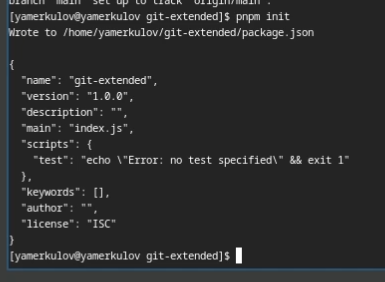 branch 'main' set up to track 'origin/main'.
[yamerkulov@yamerkulov git-extended]$ pnpm init
Wrote to /home/yamerkulov/git-extended/package.json
{
  "name": "git-extended",
  "version": "1.0.0",
  "description": "",
  "main": "index.js",
  "scripts": {
    "test": "echo \"Error: no test specified\" && exit 1"
  },
  "keywords": [],
  "author": "",
  "license": "ISC"
}
[yamerkulov@yamerkulov git-extended]$